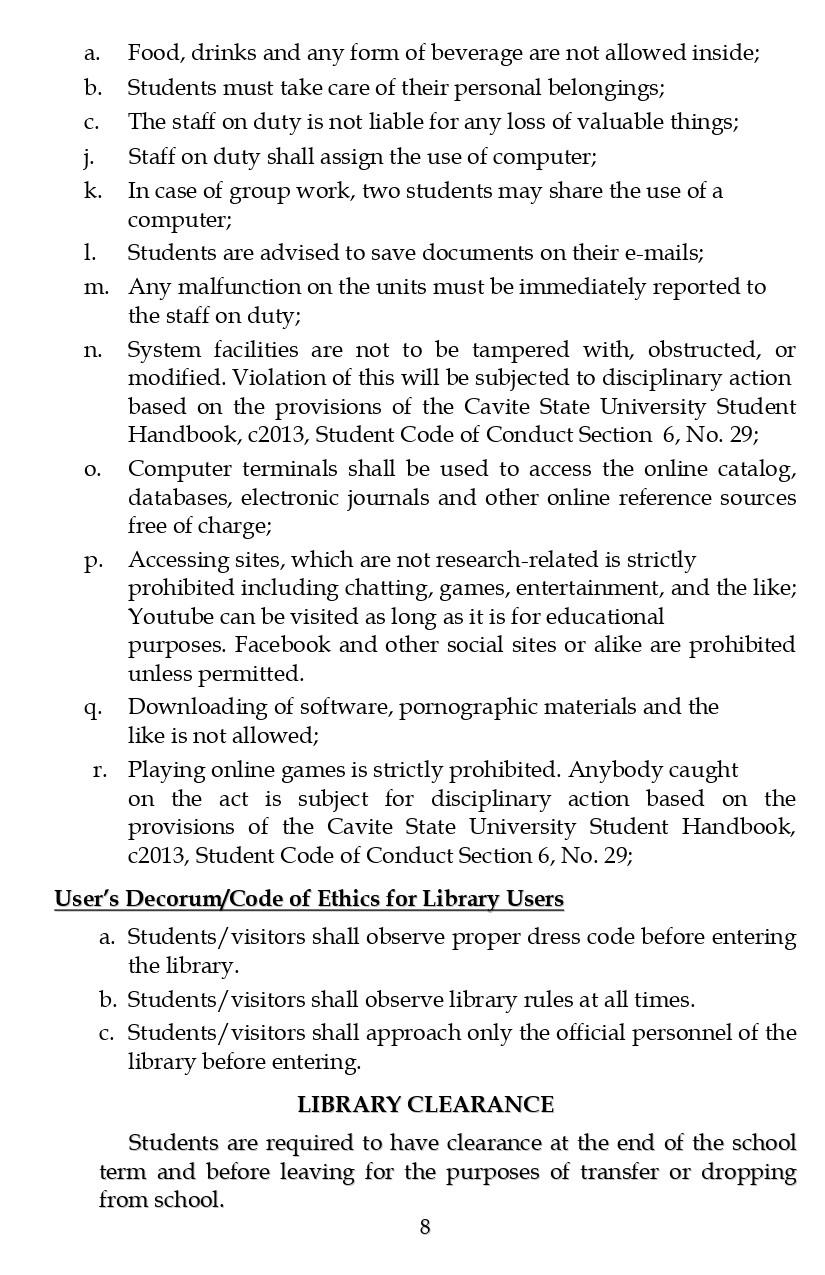 a. Food, drinks and any form of beverage are not allowed inside;
b. Students must take care of their personal belongings;
c. The staff on duty is not liable for any loss of valuable things;
j. Staff on duty shall assign the use of computer;
k. In case of group work, two students may share the use of a
computer;
l. Students are advised to save documents on their e-mails;
m. Any malfunction on the units must be immediately reported to
the staff on duty;
n. System facilities are not to be tampered with, obstructed, or
modified. Violation of this will be subjected to disciplinary action
based on the provisions of the Cavite State University Student
Handbook, c2013, Student Code of Conduct Section 6, No. 29;
o. Computer terminals shall be used to access the online catalog,
databases, electronic journals and other online reference sources
free of charge;
p. Accessing sites, which are not research-related is strictly
prohibited including chatting, games, entertainment, and the like;
Youtube can be visited as long as it is for educational
purposes. Facebook and other social sites or alike are prohibited
unless permitted.
q. Downloading of software, pornographic materials and the
like is not allowed;
r. Playing online games is strictly prohibited. Anybody caught
on the act is subject for disciplinary action based on the
provisions of the Cavite State University Student Handbook,
c2013, Student Code of Conduct Section 6, No. 29;
User's Decorum/Code of Ethics for Library Users
a. Students/visitors shall observe proper dress code before entering
the library.
b. Students/visitors shall observe library rules at all times.
c. Students/visitors shall approach only the official personnel of the
library before entering.
LIBRARY CLEARANCE
Students are required to have clearance at the end of the school
term and before leaving for the purposes of transfer or dropping
from school.
8